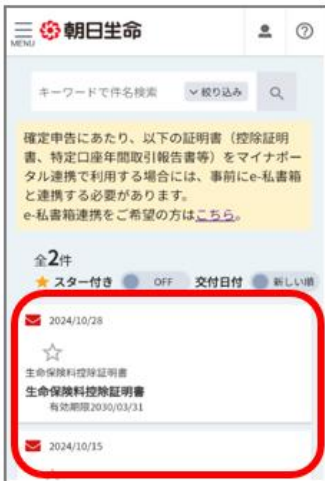 MENU
朝日生命
キーワードで件名検索
絞り込み
確定申告にあたり、以下の証明書（控除証明
書、特定口座年間取引報告書等）をマイナポー
タル連携で利用する場合には、事前にe-私書箱
と連携する必要があります。
e-私書箱連携をご希望の方はこちら。
全2件
スター付き OFF 交付日付 新しい順
2024/10/28
生命保険料控除証明書
生命保険料控除証明書
有効期限2030/03/31
2024/10/15